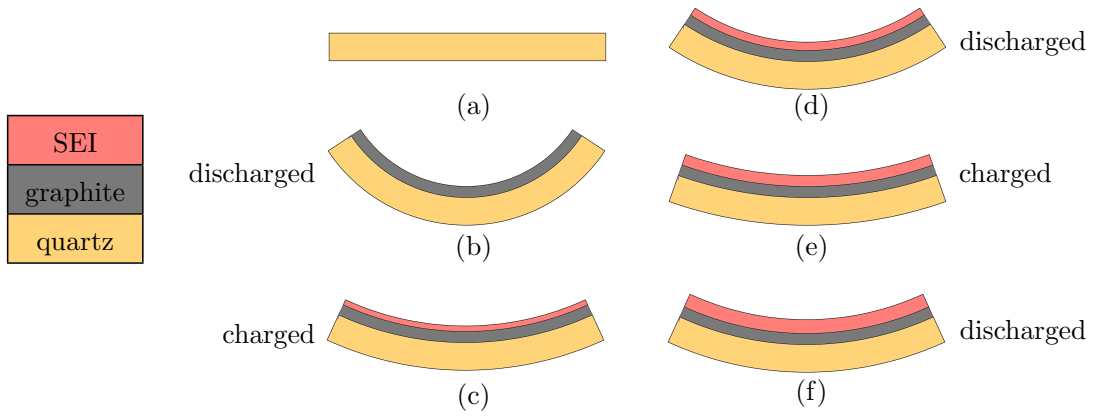 SEI
graphite
quartz
(a)
discharged
(b)
charged
(c)
discharged
(d)
charged
(e)
discharged
(f)